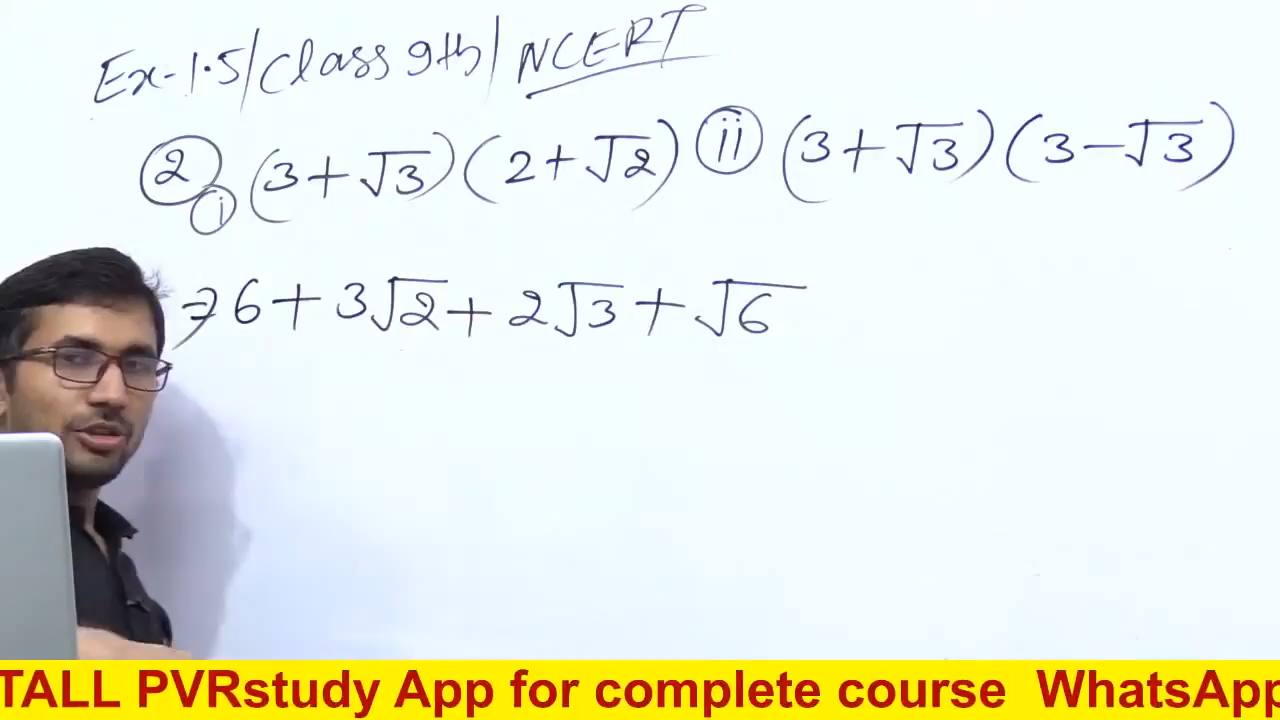 Ex-1.5/Class 9th/NCERT
2 i (3+√3)(2+√2) ii (3+√3)(3-√3)
⇒ 6+3√2+2√3+√6
TALL PVRstudy App for complete course WhatsApp